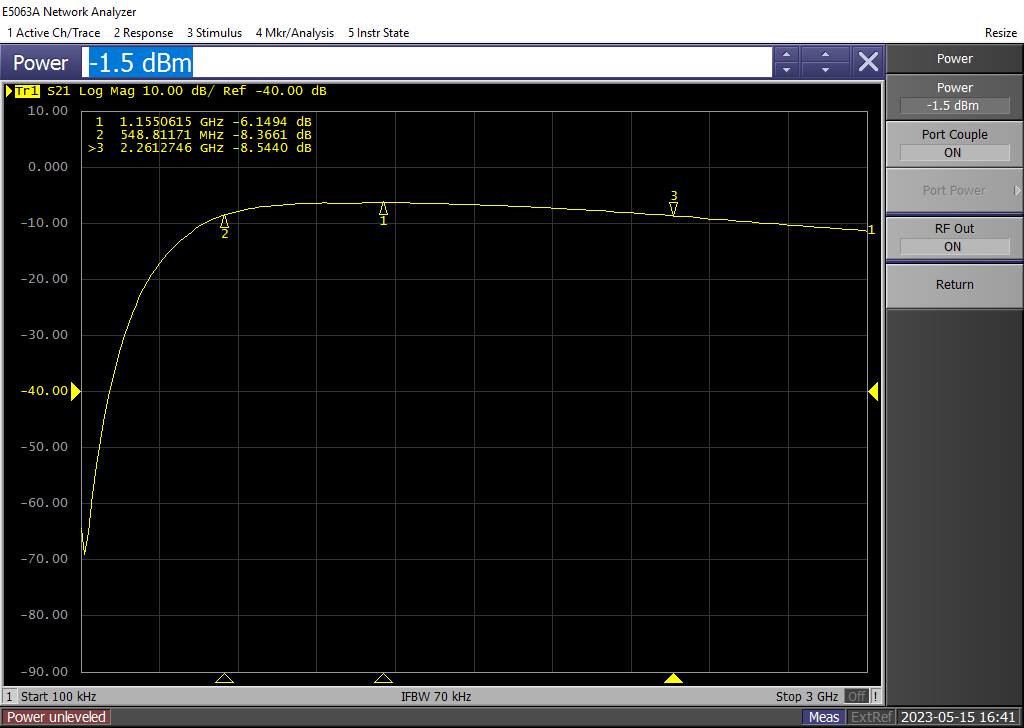 E5063A Network Analyzer
1 Active Ch/Trace 2 Response 3 Stimulus 4 Mkr/Analysis 5 Instr State Resize
Power -1.5 dBm
Tr1 S21 Log Mag 10.00 dB/ Ref -40.00 dB
10.00
1 1.1550615 GHz -6.1494 dB
2 548.81171 MHz -8.3661 dB
>3 2.2612746 GHz -8.5440 dB
0.000
-10.00
-20.00
-30.00
-40.00
-50.00
-60.00
-70.00
-80.00
-90.00
2
1
3
1
1 Start 100 kHz IFBW 70 kHz Stop 3 GHz Off !
Power
Power
-1.5 dBm
Port Couple
ON
Port Power
RF Out
ON
Return
Power unleveled Meas ExtRef 2023-05-15 16:41